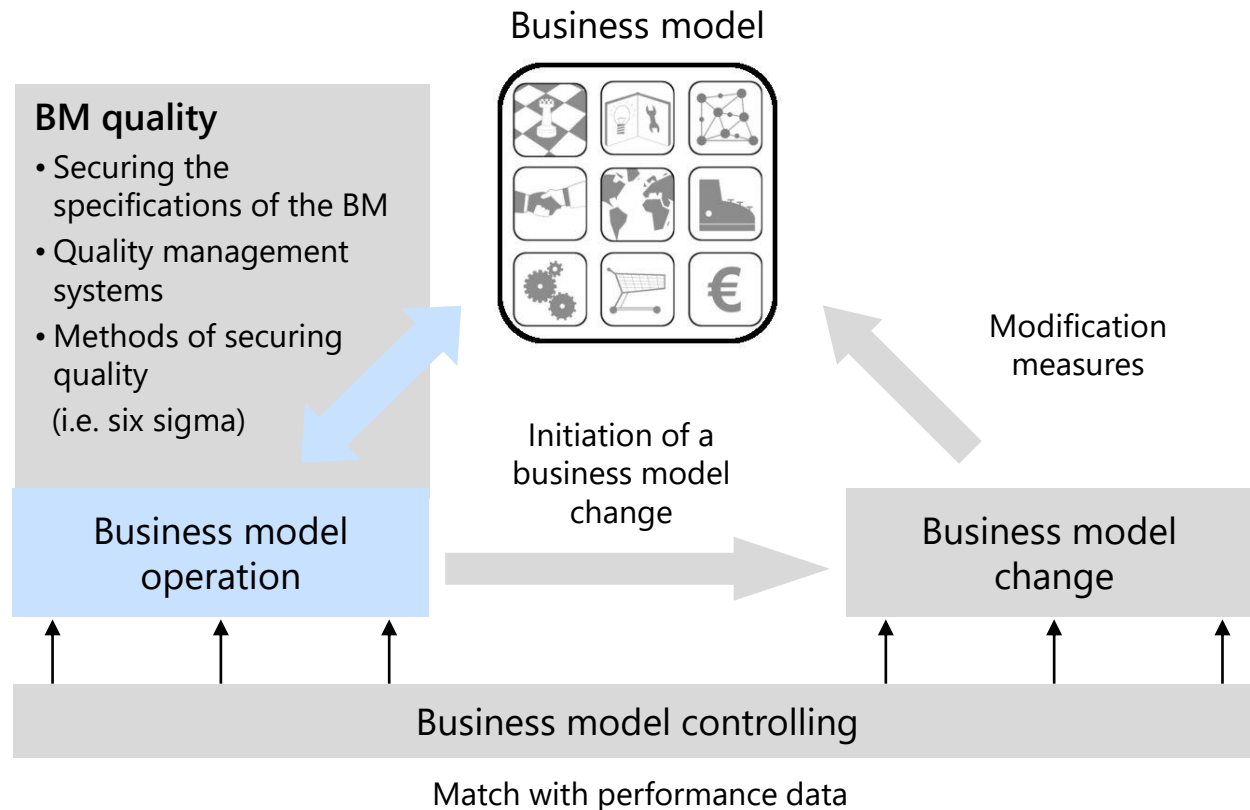 Business model
BM quality
• Securing the
specifications of the BM
• Quality management
systems
• Methods of securing
quality
(i.e. six sigma)
€
Modification
measures
Initiation of a
business model
change
Business model
operation
Business model
change
Business model controlling
Match with performance data